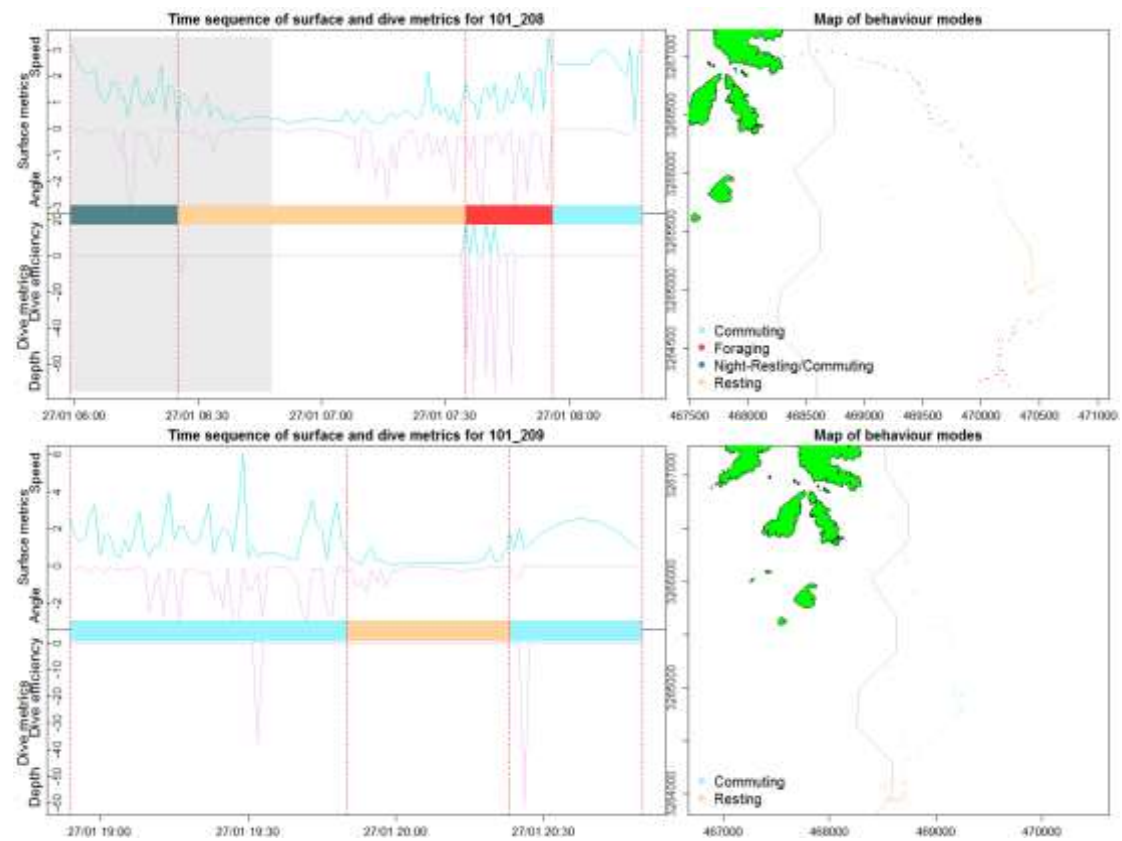 Time sequence of surface and dive metrics for 101_208
Map of behaviour modes
Speed
Surface metrics
Angle
Dive efficiency
Dive metrics
Depth
Commuting
Foraging
Night-Resting/Commuting
Resting
27/01 06:00
27/01 06:30
27/01 07:00
27/01 07:30
27/01 08:00
467500
468000
468500
469000
469500
470000
470500
471000
Time sequence of surface and dive metrics for 101_209
Map of behaviour modes
Speed
Surface metrics
Angle
Dive efficiency
Dive metrics
Depth
Commuting
Resting
27/01 19:00
27/01 19:30
27/01 20:00
27/01 20:30
467000
468000
469000
470000